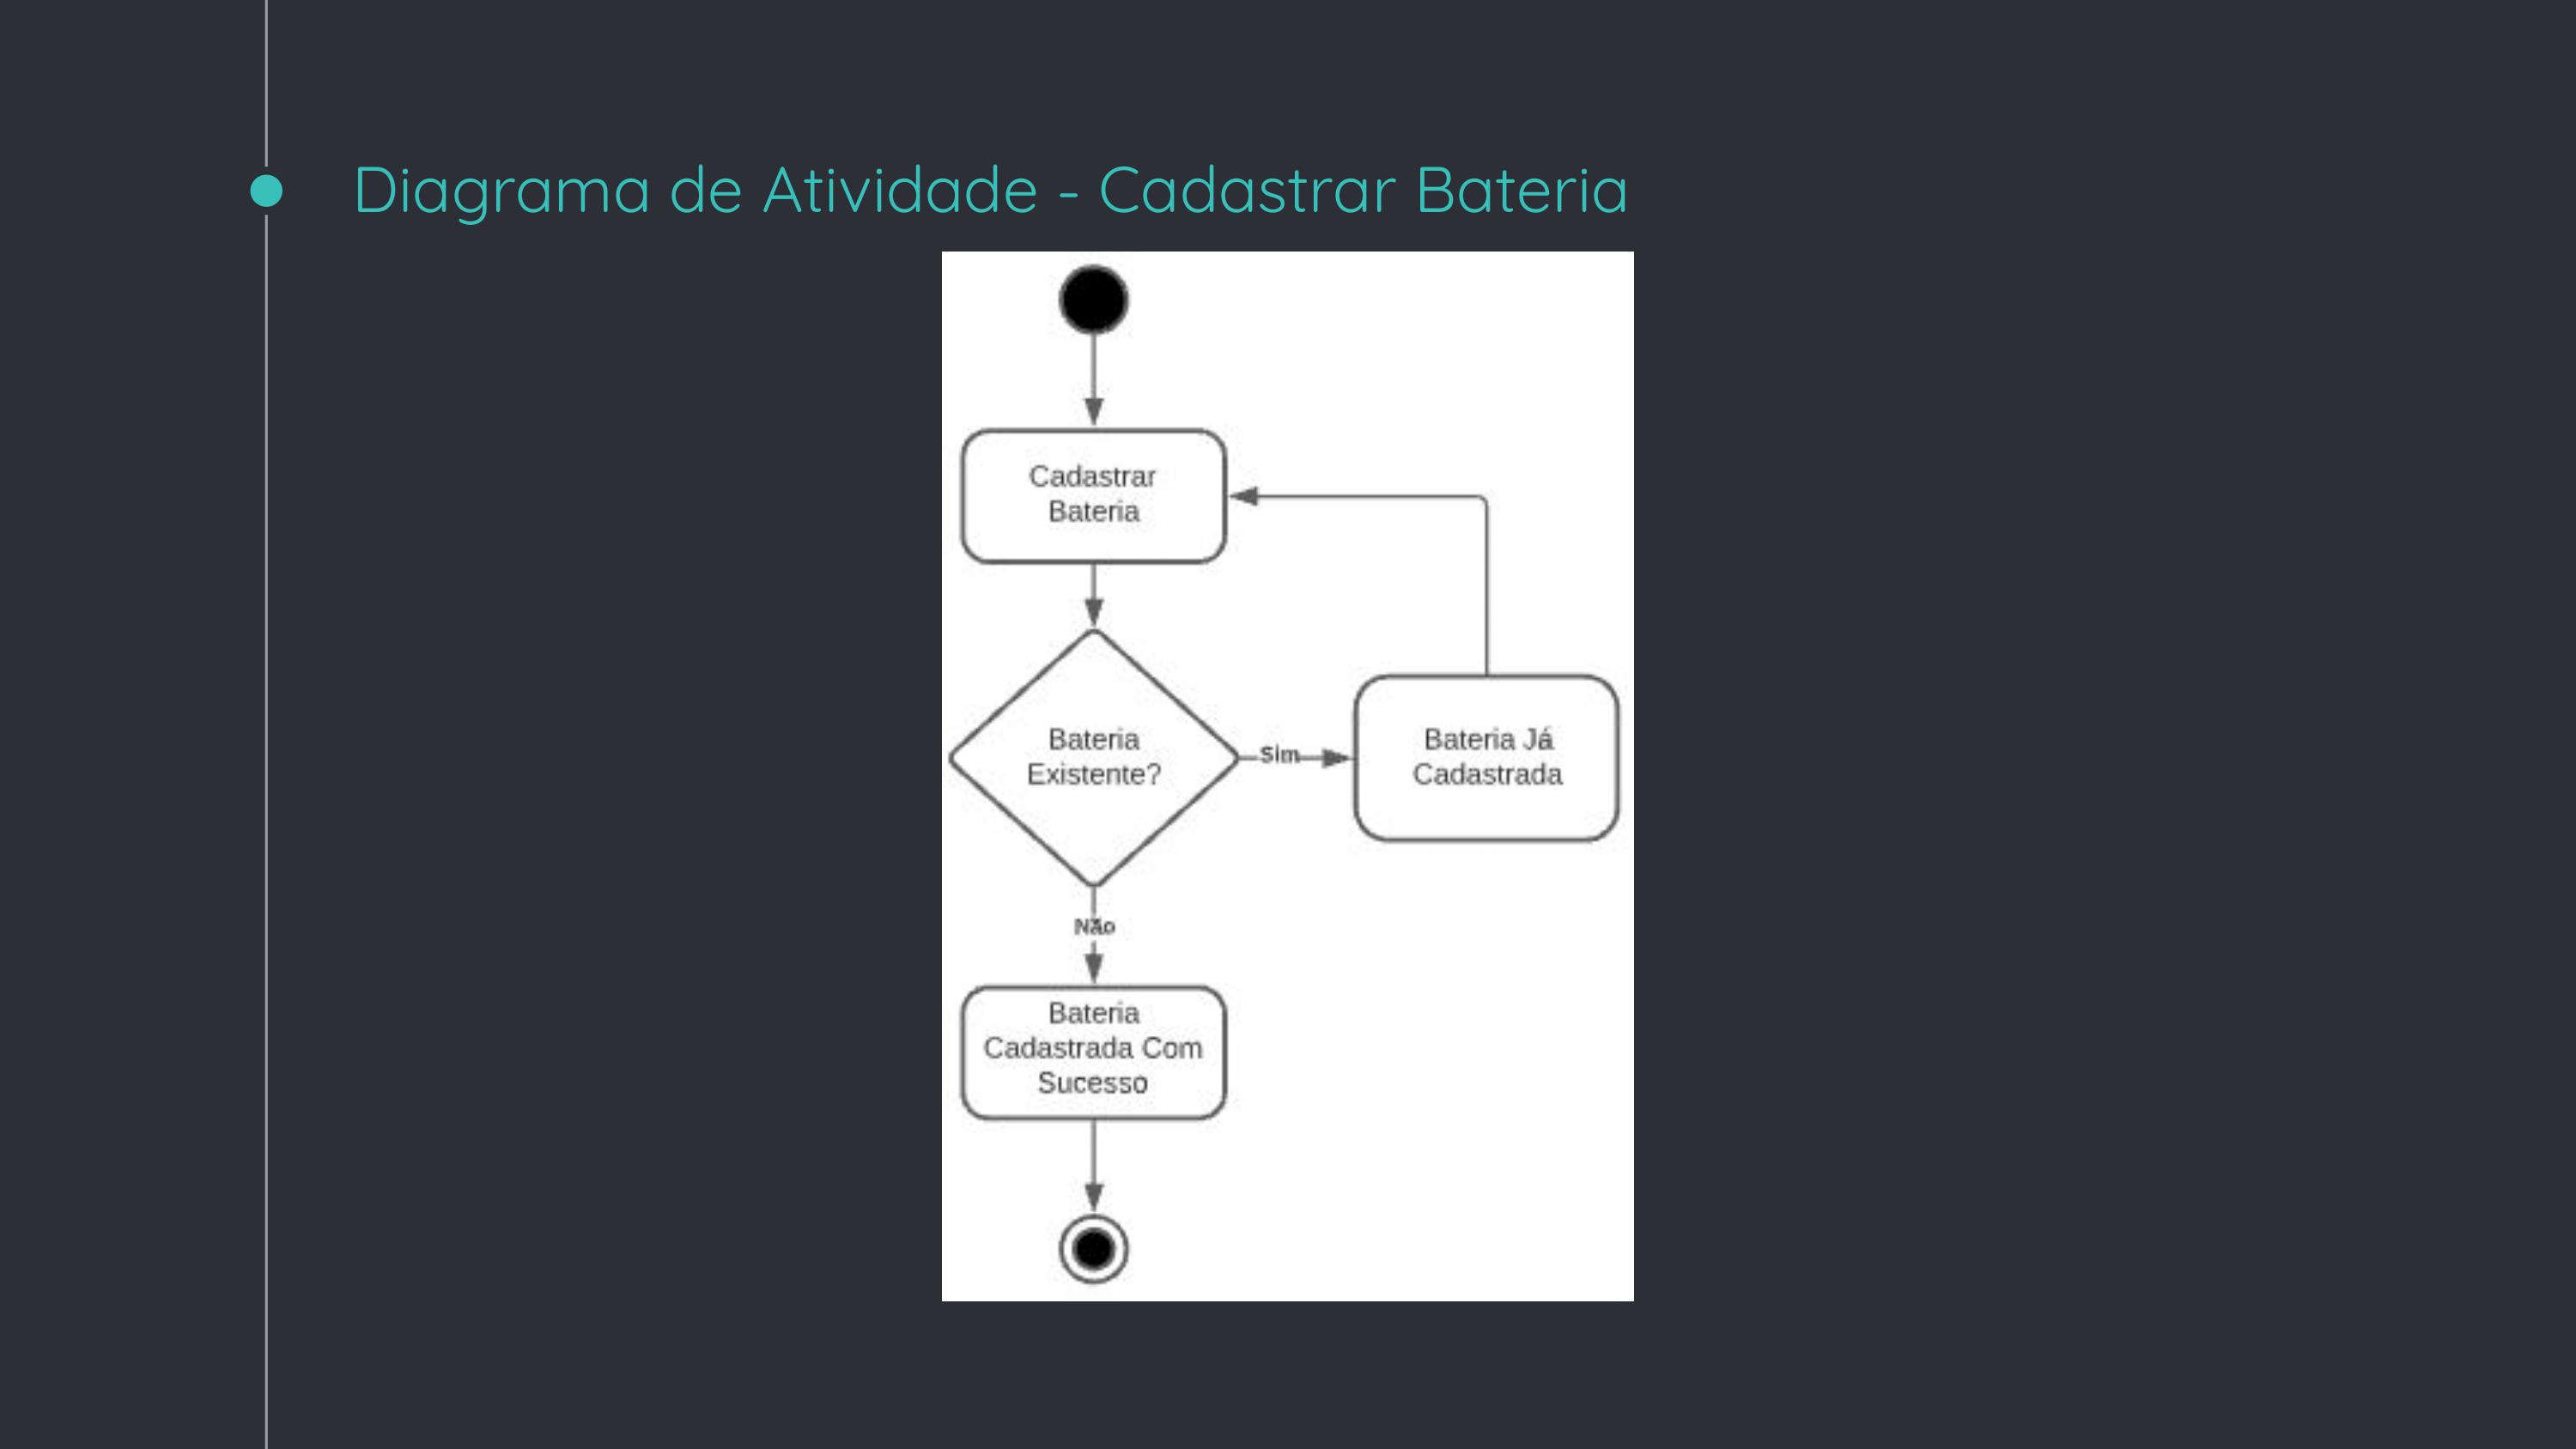 Diagrama de Atividade - Cadastrar Bateria
Cadastrar
Bateria
Bateria
Existente?
Sim
Bateria Já
Cadastrada
Não
Bateria
Cadastrada Com
Sucesso